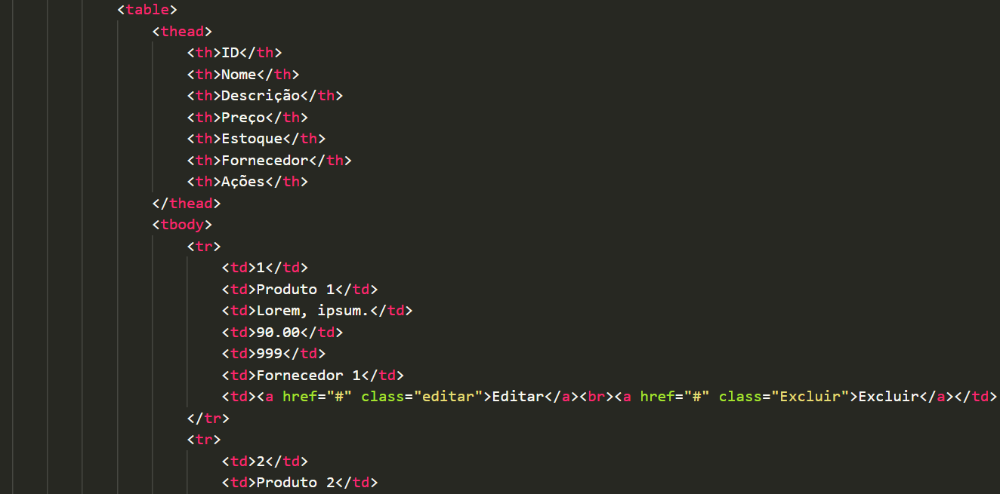 <table>
<thead>
<th>ID</th>
<th>Nome</th>
<th>Descrição</th>
<th>Preço</th>
<th>Estoque</th>
<th>Fornecedor</th>
<th>Ações</th>
</thead>
<tbody>
<tr>
<td>1</td>
<td>Produto 1</td>
<td>Lorem, ipsum.</td>
<td>90.00</td>
<td>999</td>
<td>Fornecedor 1</td>
<td><a href="#" class="editar">Editar</a><br><a href="#" class="Excluir">Excluir</a></td>
</tr>
<tr>
<td>2</td>
<td>Produto 2</td>